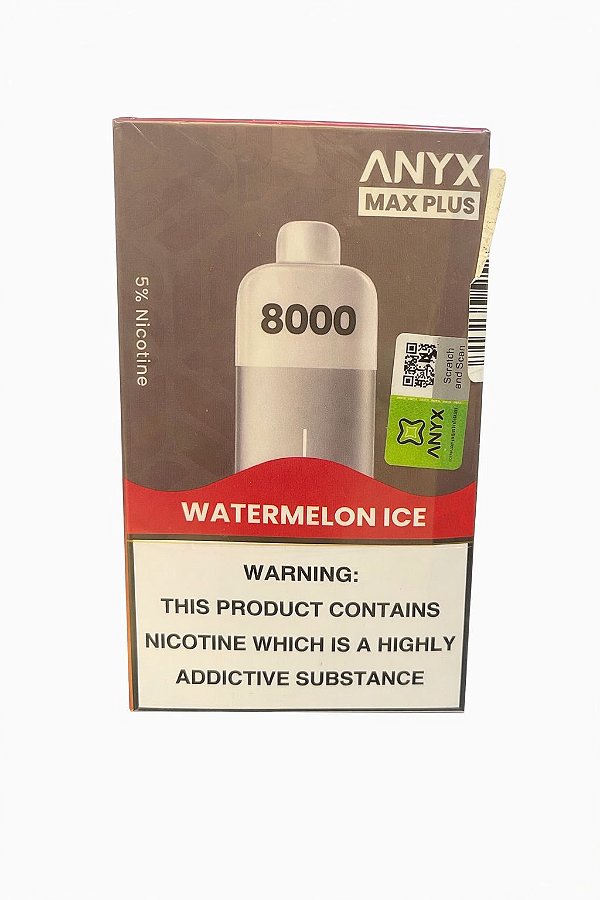 ANYX
MAX PLUS
5% Nicotine
8000
Scratch
and Scan
ANYX
WATERMELON ICE
WARNING:
THIS PRODUCT CONTAINS
NICOTINE WHICH IS A HIGHLY
ADDICTIVE SUBSTANCE